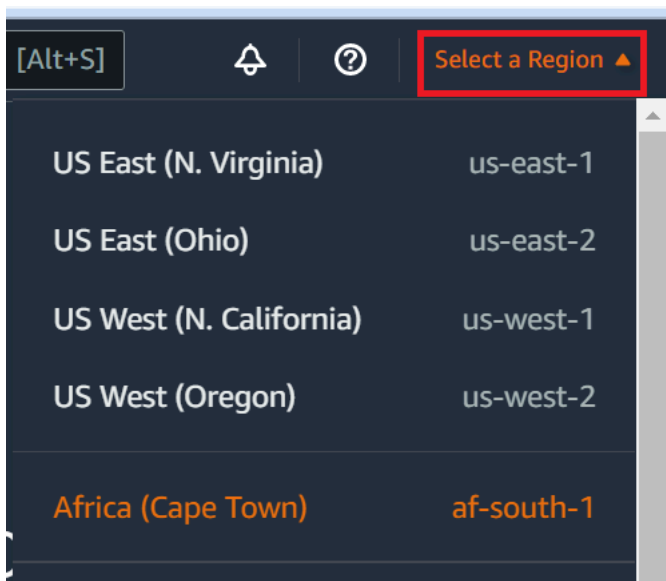 [Alt+S] Select a Region
US East (N. Virginia) us-east-1
US East (Ohio) us-east-2
US West (N. California) us-west-1
US West (Oregon) us-west-2
Africa (Cape Town) af-south-1